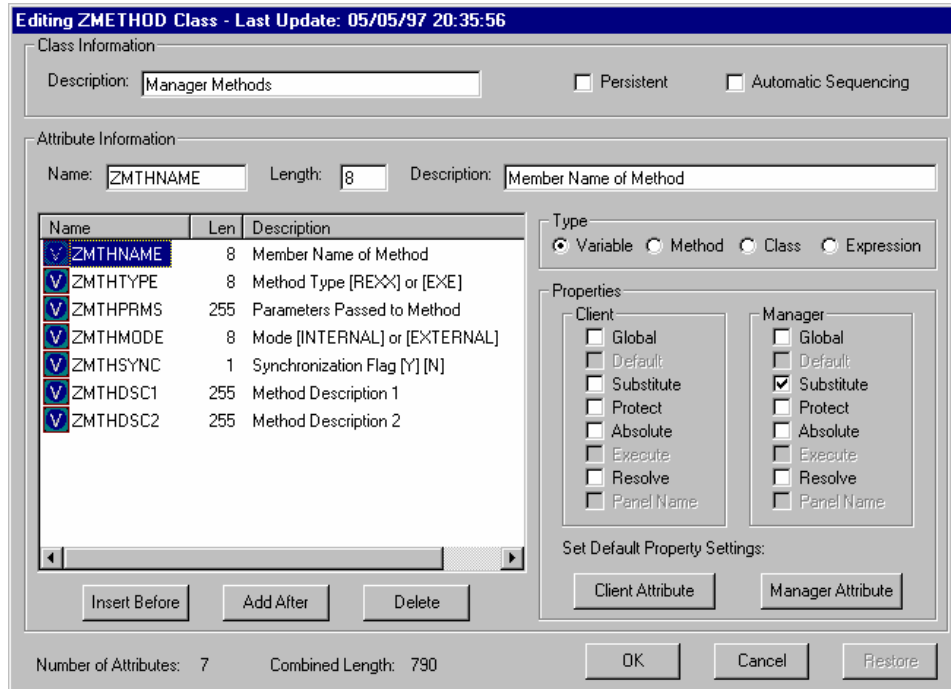 Editing ZMETHOD Class - Last Update: 05/05/97 20:35:56
Class Information
Description: Manager Methods Persistent Automatic Sequencing
Attribute Information
Name: ZMTHNAME Length: 8 Description: Member Name of Method
Name Len Description
V ZMTHNAME 8 Member Name of Method
V ZMTHTYPE 8 Method Type [REXX] or [EXE]
V ZMTHPRMS 255 Parameters Passed to Method
V ZMTHMODE 8 Mode [INTERNAL] or [EXTERNAL]
V ZMTHSYNC 1 Synchronization Flag [Y] [N]
V ZMTHDSC1 255 Method Description 1
V ZMTHDSC2 255 Method Description 2
Insert Before Add After Delete
Type
Variable Method Class Expression
Properties
Client
Global
Default
Substitute
Protect
Absolute
Execute
Resolve
Panel Name
Manager
Global
Default
Substitute
Protect
Absolute
Execute
Resolve
Panel Name
Set Default Property Settings:
Client Attribute Manager Attribute
Number of Attributes: 7 Combined Length: 790
OK Cancel Restore